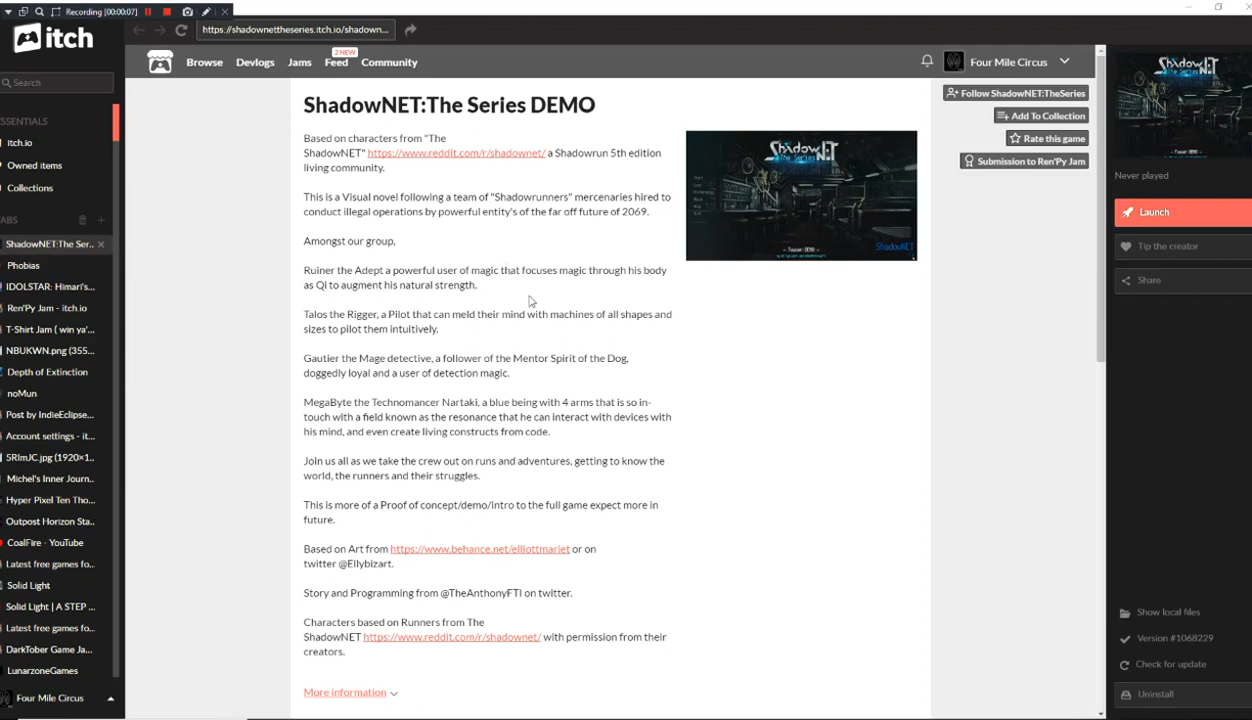 Recording [00:00:07]
itch
https://shadownettheseries.itch.io/shadown...
Search
ESSENTIALS
itch.io
Owned items
Collections
TABS
ShadowNET:The Ser..
Phobias
IDOLSTAR: Himari's...
Ren'Py Jam - itch.io
T-Shirt Jam ( win ya'...
NBUKWN.png (355...
Depth of Extinction
noMun
Post by IndieEclipse...
Account settings - it...
5RlmJC.jpg (1920×1...
Michel's Inner Journ...
Hyper Pixel Ten Tho...
Outpost Horizon Sta...
CoalFire - YouTube
Latest free games fo...
Solid Light
Solid Light | A STEP ...
Latest free games fo...
DarkTober Game Ja...
LunarzoneGames
Four Mile Circus
Browse Devlogs Jams Feed Community
2 NEW
Four Mile Circus
ShadowNET:The Series DEMO
Based on characters from "The
ShadowNET" https://www.reddit.com/r/shadownet/ a Shadowrun 5th edition
living community.
This is a Visual novel following a team of "Shadowrunners" mercenaries hired to
conduct illegal operations by powerful entity's of the far off future of 2069.
Amongst our group,
Ruiner the Adept a powerful user of magic that focuses magic through his body
as Qi to augment his natural strength.
Talos the Rigger, a Pilot that can meld their mind with machines of all shapes and
sizes to pilot them intuitively.
Gautier the Mage detective, a follower of the Mentor Spirit of the Dog,
doggedly loyal and a user of detection magic.
MegaByte the Technomancer Nartaki, a blue being with 4 arms that is so in-
touch with a field known as the resonance that he can interact with devices with
his mind, and even create living constructs from code.
Join us all as we take the crew out on runs and adventures, getting to know the
world, the runners and their struggles.
This is more of a Proof of concept/demo/intro to the full game expect more in
future.
Based on Art from https://www.behance.net/elliottmariet or on
twitter @Ellybizart.
Story and Programming from @TheAnthonyFTI on twitter.
Characters based on Runners from The
ShadowNET https://www.reddit.com/r/shadownet/ with permission from their
creators.
More information
ShadowNET
The Series
ShadowNET
Follow ShadowNET:TheSeries
Add To Collection
Rate this game
Submission to Ren'Py Jam
ShadowNET
The Series
Never played
Launch
Tip the creator
Share
Show local files
Version #1068229
Check for update
Uninstall